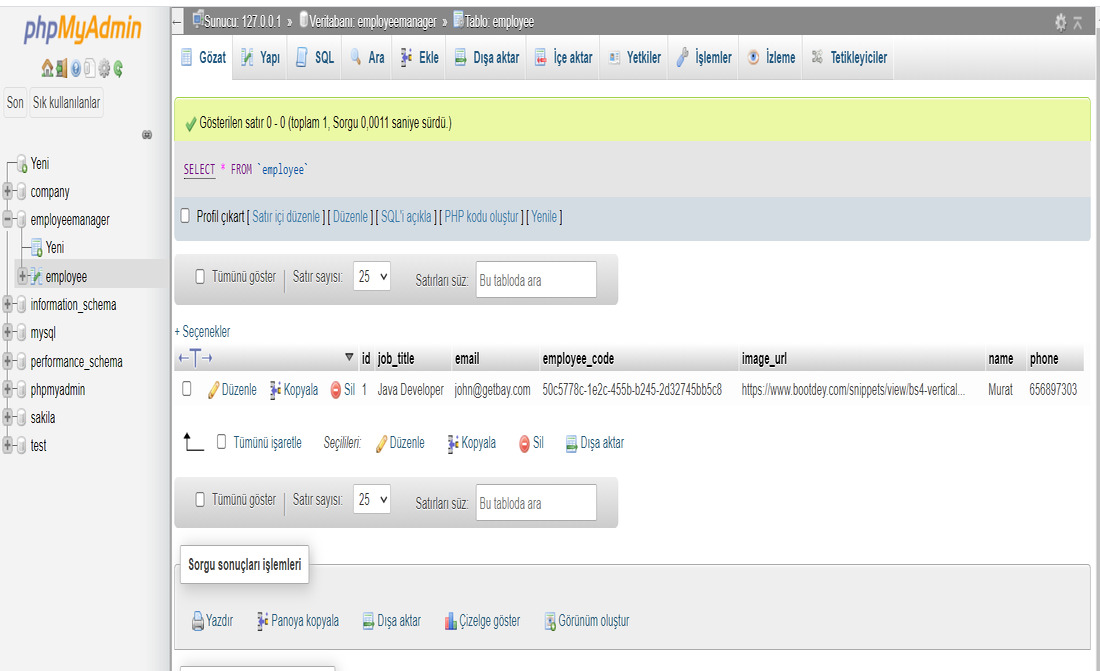 phpMyAdmin
Son Sık kullanılanlar
Yeni
company
employeemanager
Yeni
employee
information_schema
mysql
performance_schema
phpmyadmin
sakila
test
Sunucu: 127.0.0.1 » Veritabanı: employeemanager » Tablo: employee
Gözat Yapı SQL Ara Ekle Dışa aktar İçe aktar Yetkiler İşlemler İzleme Tetikleyiciler
Gösterilen satır 0 - 0 (toplam 1, Sorgu 0,0011 saniye sürdü.)
SELECT * FROM `employee`
Profil çıkart [ Satır içi düzenle ] [ Düzenle ] [ SQL'i açıkla ] [ PHP kodu oluştur ] [ Yenile ]
Tümünü göster Satır sayısı: 25 Satırları süz: Bu tabloda ara
+ Seçenekler
←T→ ▼ id job_title email employee_code image_url name phone
Düzenle Kopyala Sil 1 Java Developer john@getbay.com 50c5778c-1e2c-455b-b245-2d32745bb5c8 https://www.bootdey.com/snippets/view/bs4-vertical... Murat 656897303
Tümünü işaretle Seçilileri: Düzenle Kopyala Sil Dışa aktar
Tümünü göster Satır sayısı: 25 Satırları süz: Bu tabloda ara
Sorgu sonuçları işlemleri
Yazdır Panoya kopyala Dışa aktar Çizelge göster Görünüm oluştur